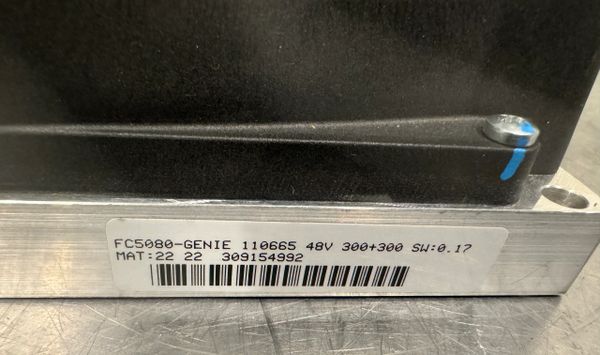 FC5080-GENIE 110665 48V 300+300 SW:0.17
MAT:22 22 309154992